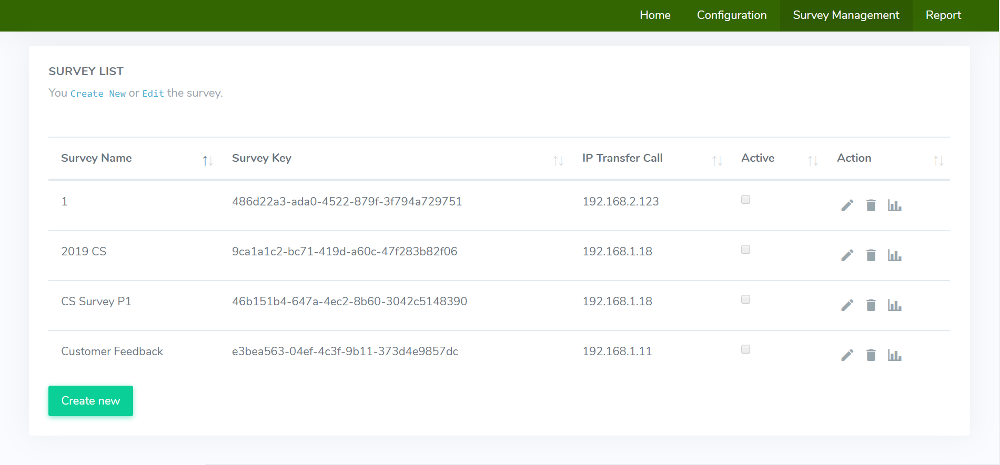 Home Configuration Survey Management Report
SURVEY LIST
You Create New or Edit the survey.
Survey Name Survey Key IP Transfer Call Active Action
1 486d22a3-ada0-4522-879f-3f794a729751 192.168.2.123
2019 CS 9ca1a1c2-bc71-419d-a60c-47f283b82f06 192.168.1.18
CS Survey P1 46b151b4-647a-4ec2-8b60-3042c5148390 192.168.1.18
Customer Feedback e3bea563-04ef-4c3f-9b11-373d4e9857dc 192.168.1.11
Create new